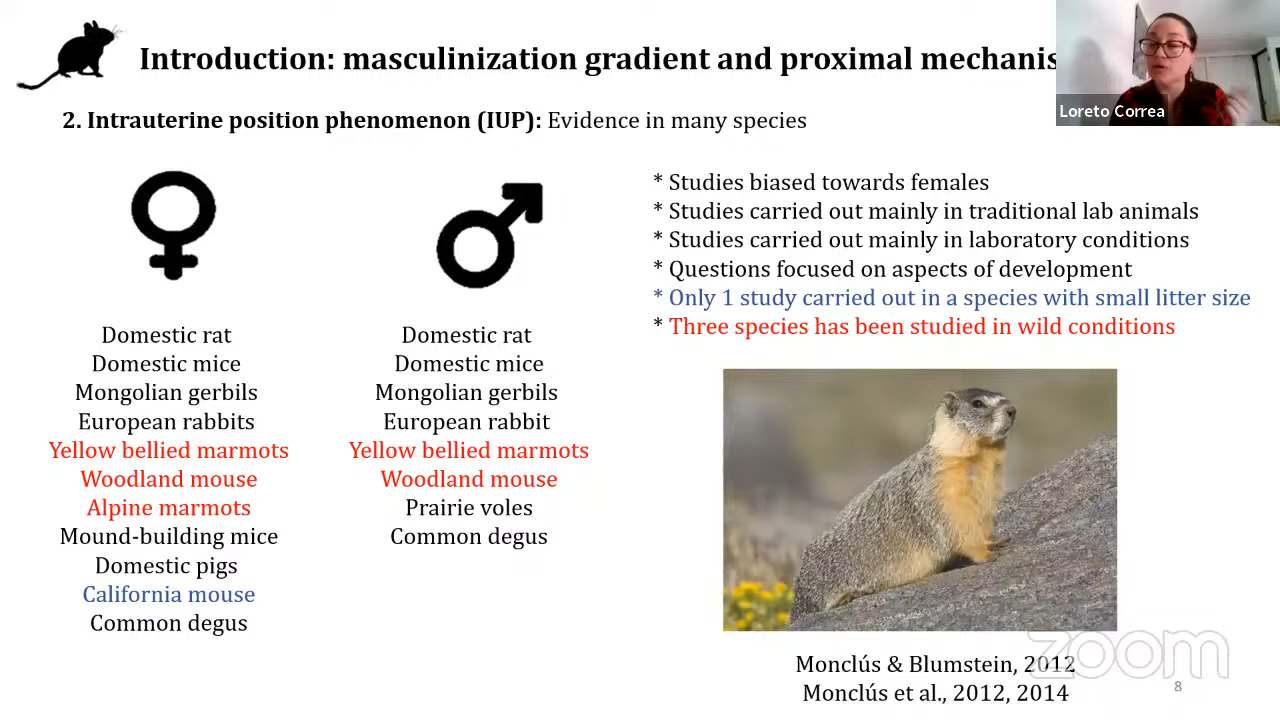 Introduction: masculinization gradient and proximal mechanis
Loreto Correa
2. Intrauterine position phenomenon (IUP): Evidence in many species
* Studies biased towards females
* Studies carried out mainly in traditional lab animals
* Studies carried out mainly in laboratory conditions
* Questions focused on aspects of development
* Only 1 study carried out in a species with small litter size
* Three species has been studied in wild conditions
Domestic rat
Domestic mice
Mongolian gerbils
European rabbits
Yellow bellied marmots
Woodland mouse
Alpine marmots
Mound-building mice
Domestic pigs
California mouse
Common degus
Domestic rat
Domestic mice
Mongolian gerbils
European rabbit
Yellow bellied marmots
Woodland mouse
Prairie voles
Common degus
Monclús & Blumstein, 2012
Monclús et al., 2012, 2014
zoom
8